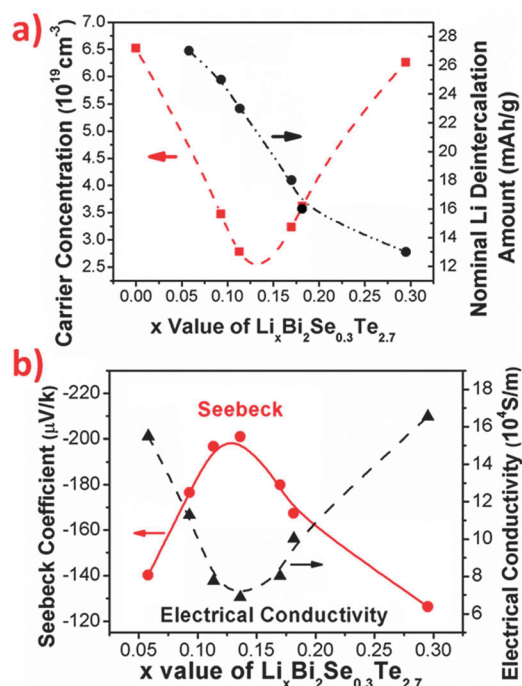 a)
Carrier Concentration (10¹⁹cm⁻³)
6.5
6.0
5.5
5.0
4.5
4.0
3.5
3.0
2.5
28
26
24
22
20
18
16
14
12
Nominal Li Deintercalation
Amount (mAh/g)
0.00 0.05 0.10 0.15 0.20 0.25 0.30
x Value of LiₓBi₂Se₀.₃Te₂.₇
b)
Seebeck Coefficient (μV/k)
-220
-200
-180
-160
-140
-120
Seebeck
Electrical Conductivity
18
16
14
12
10
8
6
Electrical Conductivity (10⁴S/m)
0.05 0.10 0.15 0.20 0.25 0.30
x value of LiₓBi₂Se₀.₃Te₂.₇